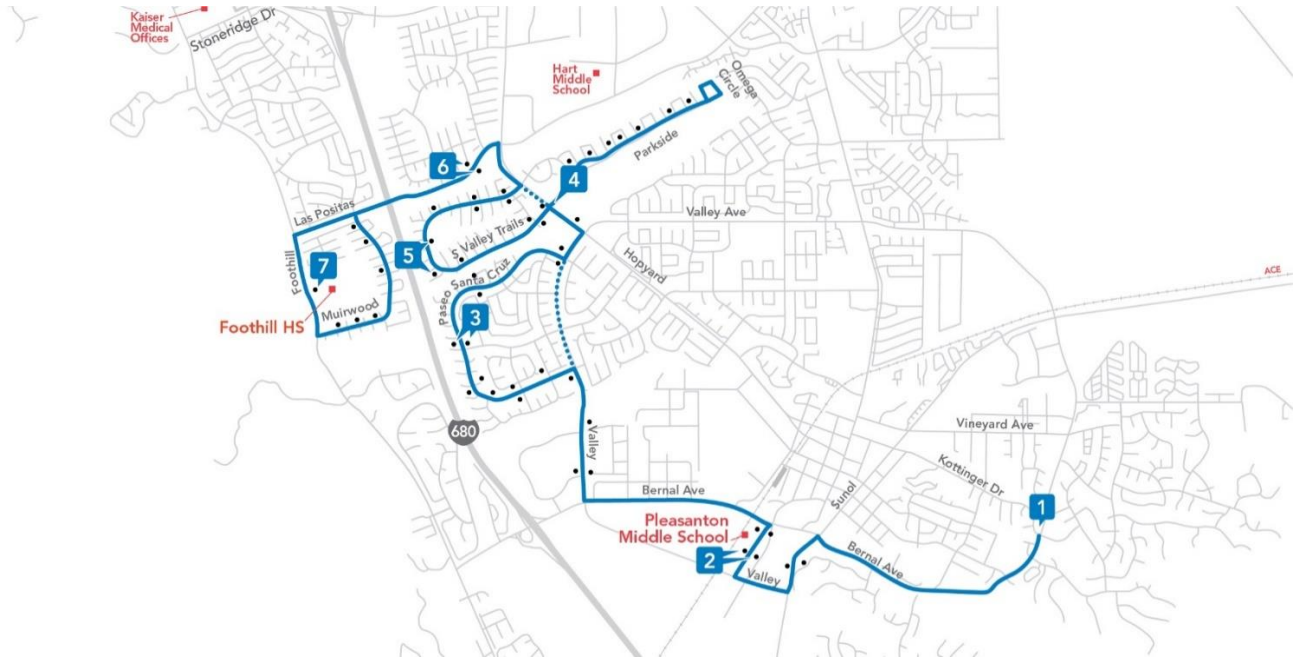 Kaiser
Medical
Offices
Stoneridge Dr
Hart
Middle
School
Omega
Circle
Parkside
6
4
Las Positas
Valley Ave
S Valley Trails
5
Hopyard
Foothill
7
Santa Cruz
Paseo
ACE
Muirwood
Foothill HS
3
680
Valley
Vineyard Ave
Kottinger Dr
Bernal Ave
Sunol
1
Pleasanton
Middle School
2
Bernal Ave
Valley